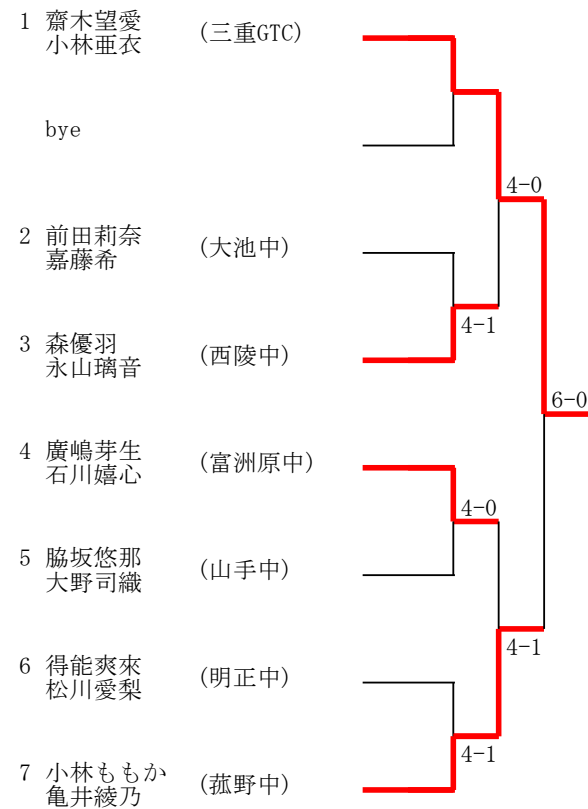 1 齋木望愛
小林亜衣 (三重GTC)
bye
4-0
2 前田莉奈
嘉藤希 (大池中)
4-1
3 森優羽
永山璃音 (西陵中)
6-0
4 廣嶋芽生
石川嬉心 (富洲原中)
4-0
5 脇坂悠那
大野司織 (山手中)
4-1
6 得能爽來
松川愛梨 (明正中)
4-1
7 小林ももか
亀井綾乃 (菰野中)